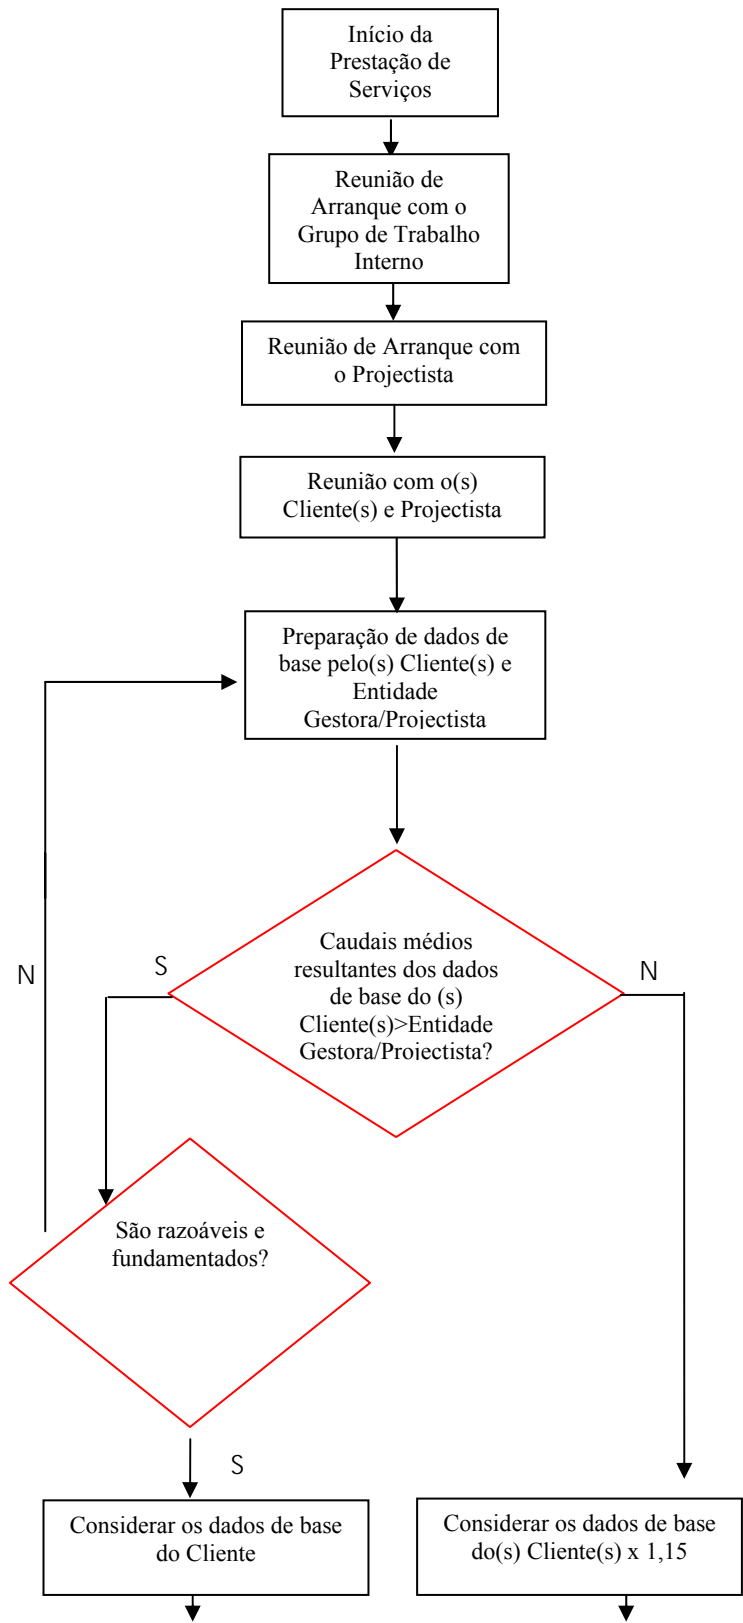 Início da
Prestação de
Serviços
Reunião de
Arranque com o
Grupo de Trabalho
Interno
Reunião de Arranque com
o Projectista
Reunião com o(s)
Cliente(s) e Projectista
Preparação de dados de
base pelo(s) Cliente(s) e
Entidade
Gestora/Projectista
Caudais médios
resultantes dos dados
de base do (s)
Cliente(s)>Entidade
Gestora/Projectista?
S
N
N
São razoáveis e
fundamentados?
S
Considerar os dados de base
do Cliente
Considerar os dados de base
do(s) Cliente(s) x 1,15